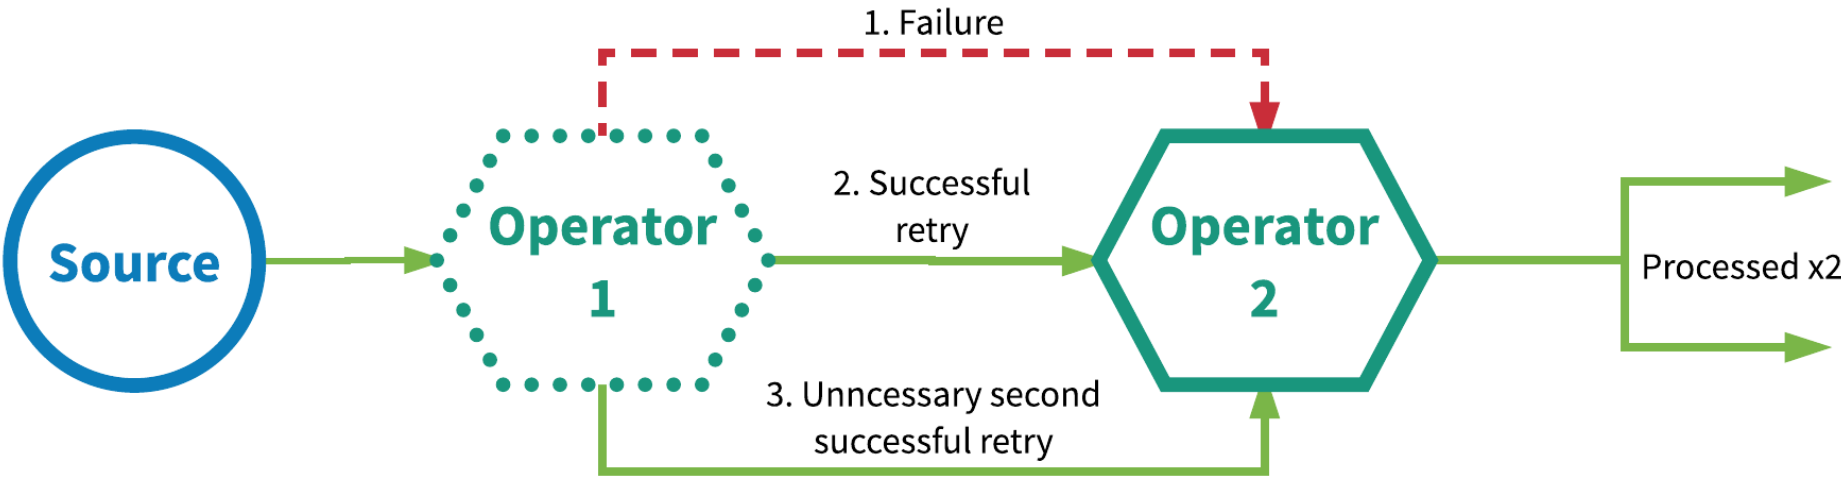 1. Failure
Source
Operator
1
2. Successful
retry
Operator
2
Processed x2
3. Unncessary second
successful retry